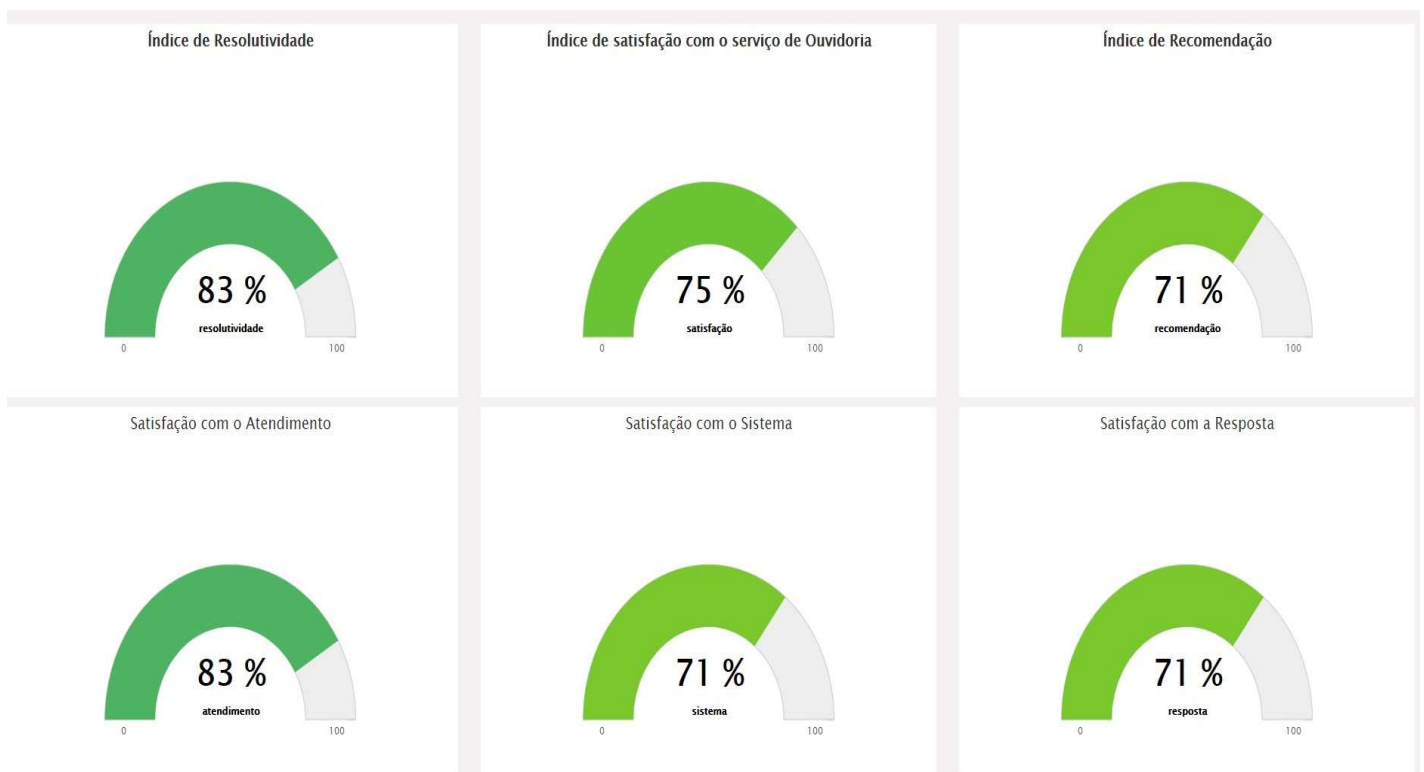 Índice de Resolutividade
83 %
resolutividade
0
100
Índice de satisfação com o serviço de Ouvidoria
75 %
satisfação
0
100
Índice de Recomendação
71 %
recomendação
0
100
Satisfação com o Atendimento
83 %
atendimento
0
100
Satisfação com o Sistema
71 %
sistema
0
100
Satisfação com a Resposta
71 %
resposta
0
100